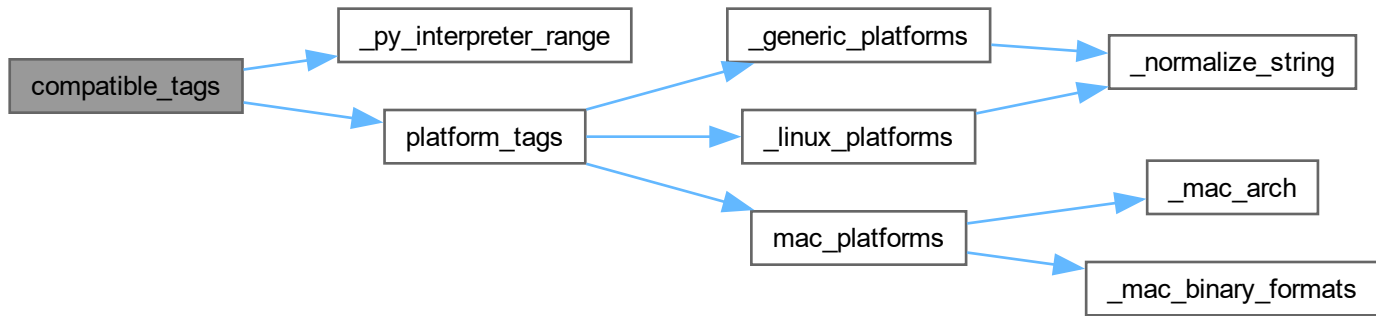 compatible_tags
_py_interpreter_range
platform_tags
_generic_platforms
_linux_platforms
mac_platforms
_normalize_string
_mac_arch
_mac_binary_formats